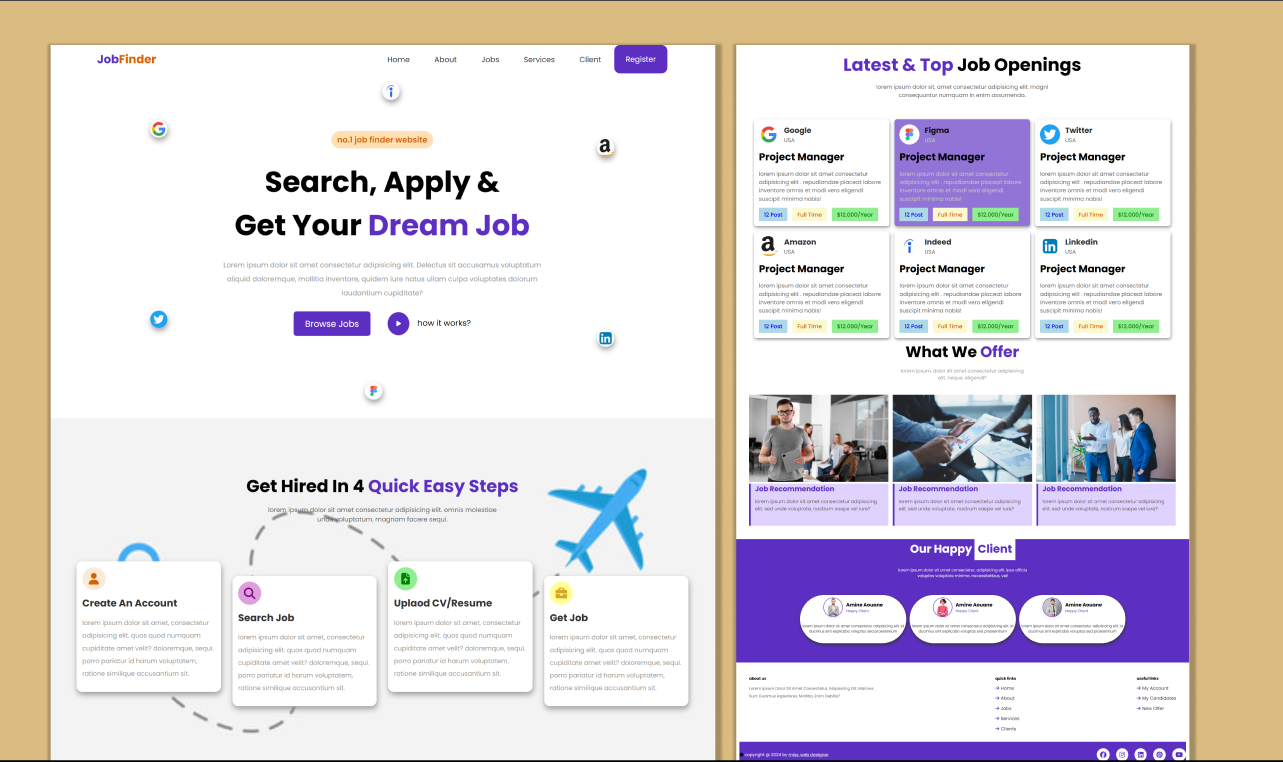 JobFinder
Home About Jobs Services Client Register
no.1 job finder website
Search, Apply &
Get Your Dream Job
Lorem ipsum dolor sit amet consectetur adipisicing elit. Delectus sit accusamus voluptatum
aliquid doloremque, mollitia inventore, quidem iure natus ullam culpa voluptates dolorum
laudantium cupiditate?
Browse Jobs how it works?
Get Hired In 4 Quick Easy Steps
lorem ipsum dolor sit amet consectetur adipisicing elit. omnis molestiae
unde voluptatum, magnam facere sequi.
Create An Account
lorem ipsum dolor sit amet, consectetur
adipisicing elit. quos quod numquam
cupiditate amet velit? doloremque, sequi.
porro pariatur id harum voluptatem,
ratione similique accusantium sit.
Search Job
lorem ipsum dolor sit amet, consectetur
adipisicing elit. quos quod numquam
cupiditate amet velit? doloremque, sequi.
porro pariatur id harum voluptatem,
ratione similique accusantium sit.
Uplaod CV/Resume
lorem ipsum dolor sit amet, consectetur
adipisicing elit. quos quod numquam
cupiditate amet velit? doloremque, sequi.
porro pariatur id harum voluptatem,
ratione similique accusantium sit.
Get Job
lorem ipsum dolor sit amet, consectetur
adipisicing elit. quos quod numquam
cupiditate amet velit? doloremque, sequi.
porro pariatur id harum voluptatem,
ratione similique accusantium sit.
Latest & Top Job Openings
lorem ipsum dolor sit, amet consectetur adipisicing elit. magni
consequuntur numquam in enim assumenda.
Google
USA
Project Manager
lorem ipsum dolor sit amet consectetur
adipisicing elit . repudiandae placeat labore
inventore omnis et modi vero eligendi
suscipit minima nobis!
12 Post Full Time $12.000/Year
Figma
USA
Project Manager
lorem ipsum dolor sit amet consectetur
adipisicing elit . repudiandae placeat labore
inventore omnis et modi vero eligendi
suscipit minima nobis!
12 Post Full Time $12.000/Year
Twitter
USA
Project Manager
lorem ipsum dolor sit amet consectetur
adipisicing elit . repudiandae placeat labore
inventore omnis et modi vero eligendi
suscipit minima nobis!
12 Post Full Time $12.000/Year
Amazon
USA
Project Manager
lorem ipsum dolor sit amet consectetur
adipisicing elit . repudiandae placeat labore
inventore omnis et modi vero eligendi
suscipit minima nobis!
12 Post Full Time $12.000/Year
Indeed
USA
Project Manager
lorem ipsum dolor sit amet consectetur
adipisicing elit . repudiandae placeat labore
inventore omnis et modi vero eligendi
suscipit minima nobis!
12 Post Full Time $12.000/Year
Linkedin
USA
Project Manager
lorem ipsum dolor sit amet consectetur
adipisicing elit . repudiandae placeat labore
inventore omnis et modi vero eligendi
suscipit minima nobis!
12 Post Full Time $12.000/Year
What We Offer
lorem ipsum, dolor sit amet consectetur adipisicing
elit. neque, eligendi?
Job Recommendation
lorem ipsum dolor sit amet consectetur adipisicing
elit. sed unde voluptate, nostrum saepe vel iure?
Job Recommendation
lorem ipsum dolor sit amet consectetur adipisicing
elit. sed unde voluptate, nostrum saepe vel iure?
Job Recommendation
lorem ipsum dolor sit amet consectetur adipisicing
elit. sed unde voluptate, nostrum saepe vel iure?
Our Happy Client
lorem ipsum, dolor sit amet consectetur, adipisicing elit. ipsa officia
voluptas voluptate minima, necessitatibus, vel!
Amine Aouane
Happy Client
lorem ipsum dolor sit amet consectetur adipisicing elit. id
ducimus sint explicabo voluptas sed praesentium
Amine Aouane
Happy Client
lorem ipsum dolor sit amet consectetur adipisicing elit. id
ducimus sint explicabo voluptas sed praesentium
Amine Aouane
Happy Client
lorem ipsum dolor sit amet consectetur adipisicing elit. id
ducimus sint explicabo voluptas sed praesentium
about us
Lorem Ipsum Dolor Sit Amet Consectetur, Adipisicing Elit. Maiores
Sunt Ducimus Asperiores Mollitia, Enim Debitis?
quick links
→ Home
→ About
→ Jobs
→ Services
→ Clients
useful links
→ My Account
→ My Candidates
→ New Offer
copyright @ 2024 by miss. web designer